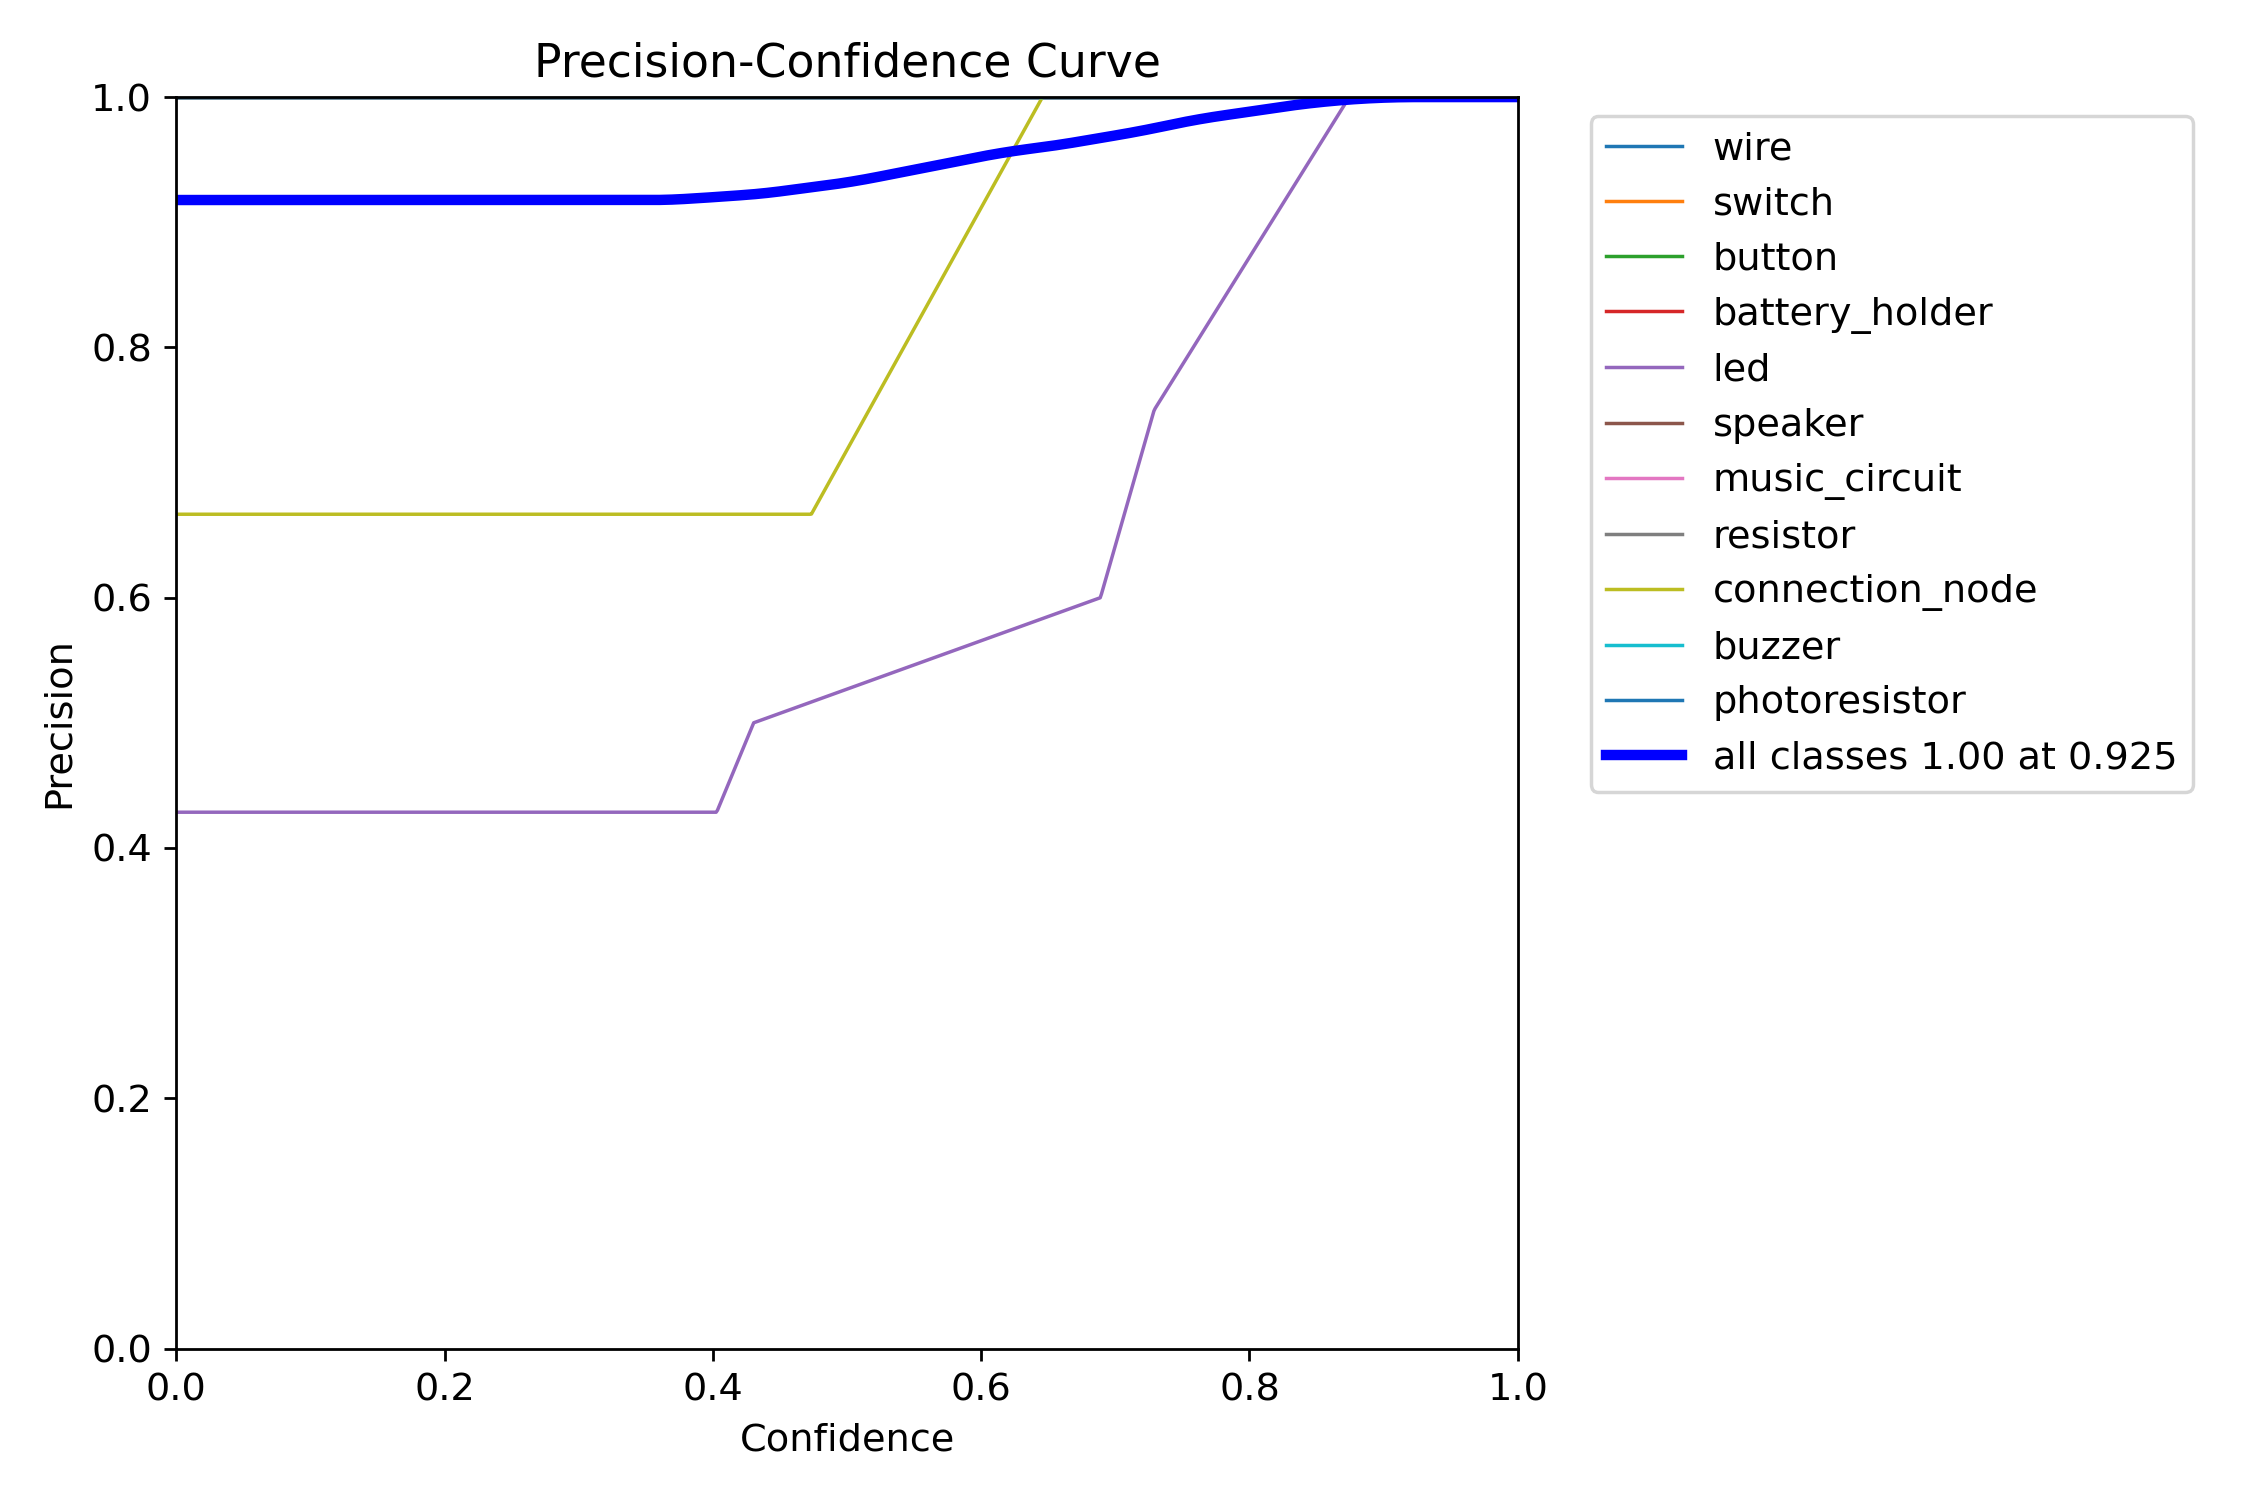 Precision-Confidence Curve
1.0
0.8
0.6
0.4
0.2
0.0
Precision
0.0 0.2 0.4 0.6 0.8 1.0
Confidence
wire
switch
button
battery_holder
led
speaker
music_circuit
resistor
connection_node
buzzer
photoresistor
all classes 1.00 at 0.925